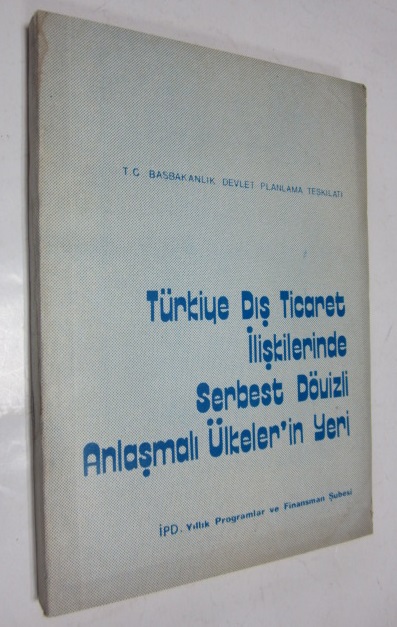 T C BAŞBAKANLIK DEVLET PLANLAMA TEŞKİLATI
Türkiye Dış Ticaret
İlişkilerinde
Serbest Dövizli
Anlaşmalı Ülkeler'in Yeri
İPD. Yıllık Programlar ve Finansman Şubesi